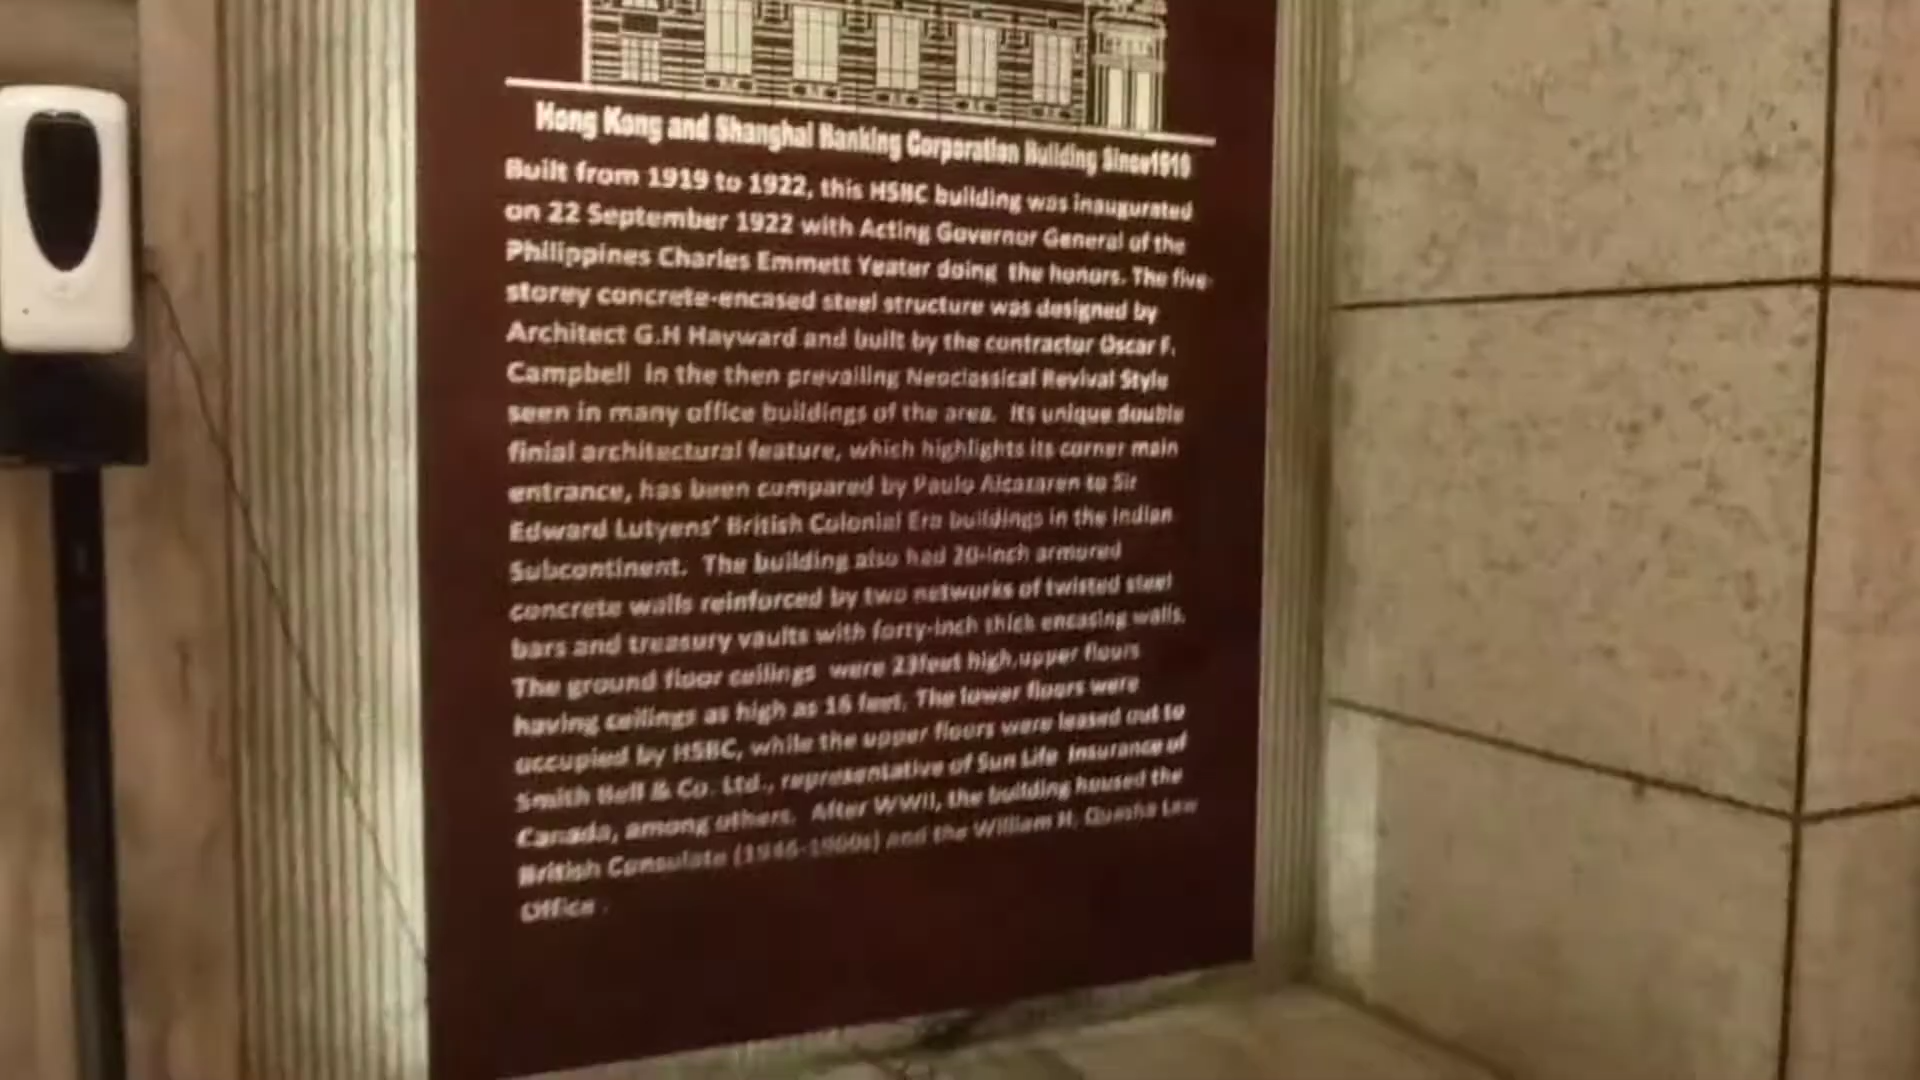 Hong Kong and Shanghai Banking Corporation Building Since1919
Built from 1919 to 1922, this HSBC building was inaugurated
on 22 September 1922 with Acting Governor General of the
Philippines Charles Emmett Yeater doing the honors. The five-
storey concrete-encased steel structure was designed by
Architect G.H Hayward and built by the contractor Oscar F.
Campbell in the then prevailing Neoclassical Revival Style
seen in many office buildings of the area. Its unique double
finial architectural feature, which highlights its corner main
entrance, has been compared by Paulo Alcazaren to Sir
Edward Lutyens’ British Colonial Era buildings in the Indian
Subcontinent. The building also had 20-inch armored
concrete walls reinforced by two networks of twisted steel
bars and treasury vaults with forty-inch thick encasing walls.
The ground floor ceilings were 23feet high,upper floors
having ceilings as high as 16 feet. The lower floors were
occupied by HSBC, while the upper floors were leased out to
Smith Bell & Co. Ltd., representative of Sun Life Insurance of
Canada, among others. After WWII, the building housed the
British Consulate (1946-1960s) and the William H. Quasha Law
Office .